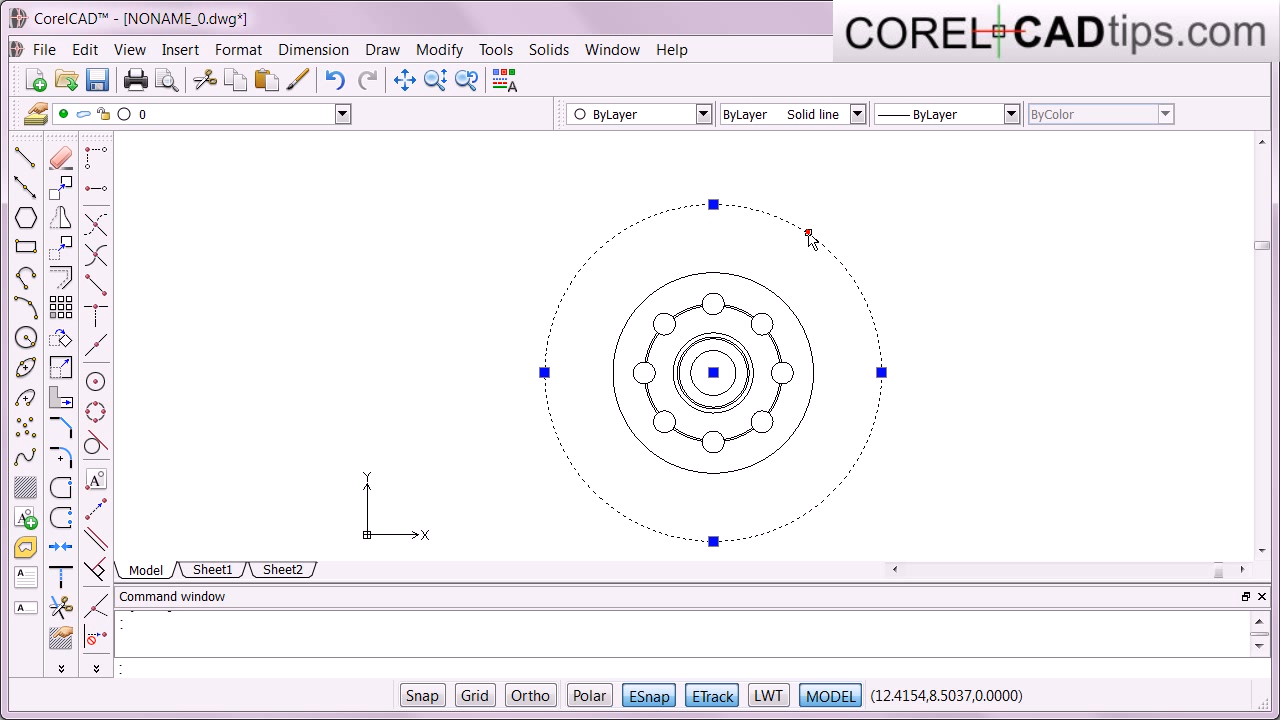 CorelCAD™ - [NONAME_0.dwg*]
COREL CADtips.com
File Edit View Insert Format Dimension Draw Modify Tools Solids Window Help
A
0 ByLayer ByLayer Solid line ByLayer ByColor
A
A
A
A
Y
X
Model Sheet1 Sheet2
Command window
:
:
Snap Grid Ortho Polar ESnap ETrack LWT MODEL (12.4154,8.5037,0.0000)